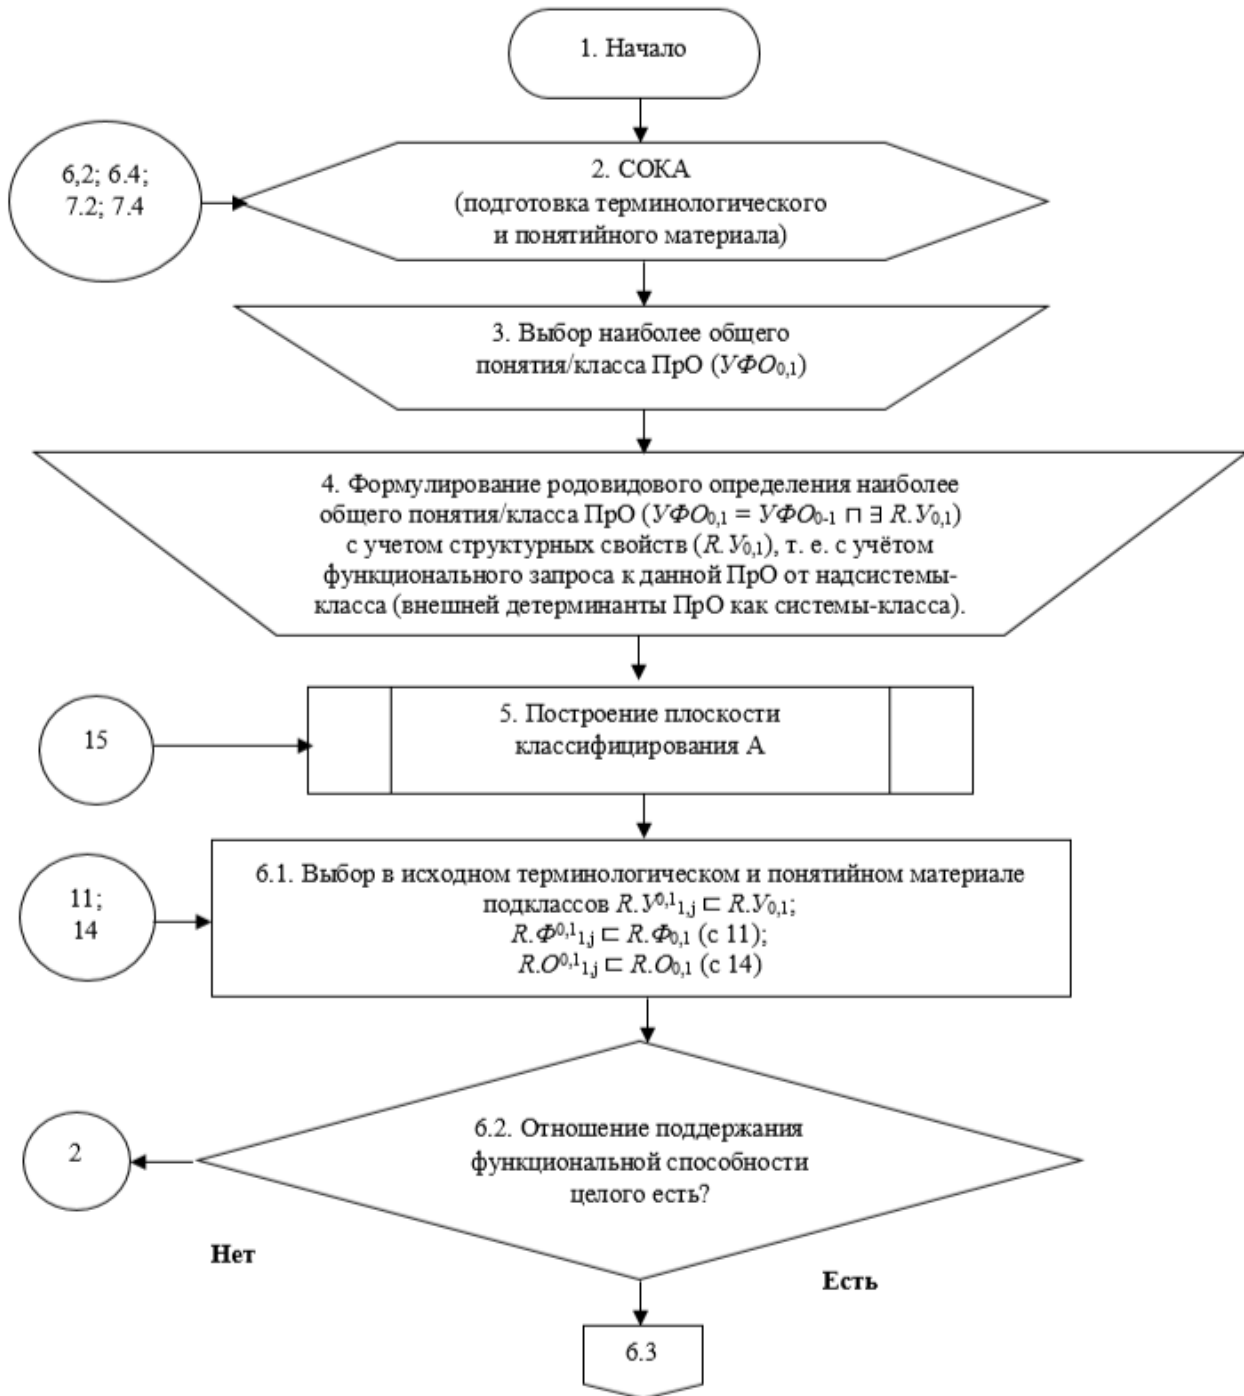 1. Начало
6,2; 6.4;
7.2; 7.4
2. СОКА
(подготовка терминологического
и понятийного материала)
3. Выбор наиболее общего
понятия/класса ПрО (УФО₀,₁)
4. Формулирование родовидового определения наиболее
общего понятия/класса ПрО (УФО₀,₁ = УФО₀₋₁ ⊓ ∃ R.У₀,₁)
с учетом структурных свойств (R.У₀,₁), т. е. с учётом
функционального запроса к данной ПрО от надсистемы-
класса (внешней детерминанты ПрО как системы-класса).
15
5. Построение плоскости
классифицирования А
11;
14
6.1. Выбор в исходном терминологическом и понятийном материале
подклассов R.У⁰,¹₁,ⱼ ⊏ R.У₀,₁;
R.Ф⁰,¹₁,ⱼ ⊏ R.Ф₀,₁ (с 11);
R.О⁰,¹₁,ⱼ ⊏ R.О₀,₁ (с 14)
2
6.2. Отношение поддержания
функциональной способности
целого есть?
Нет
Есть
6.3